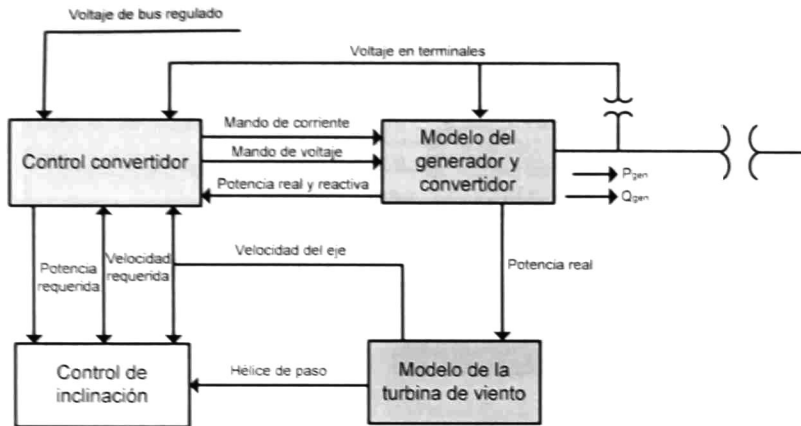 Voltaje de bus regulado
Voltaje en terminales
Control convertidor
Mando de corriente
Mando de voltaje
Potencia real y reactiva
Modelo del
generador y
convertidor
Pgen
Qgen
Potencia
requerida
Velocidad
requerida
Velocidad del eje
Potencia real
Control de
inclinación
Hélice de paso
Modelo de la
turbina de viento